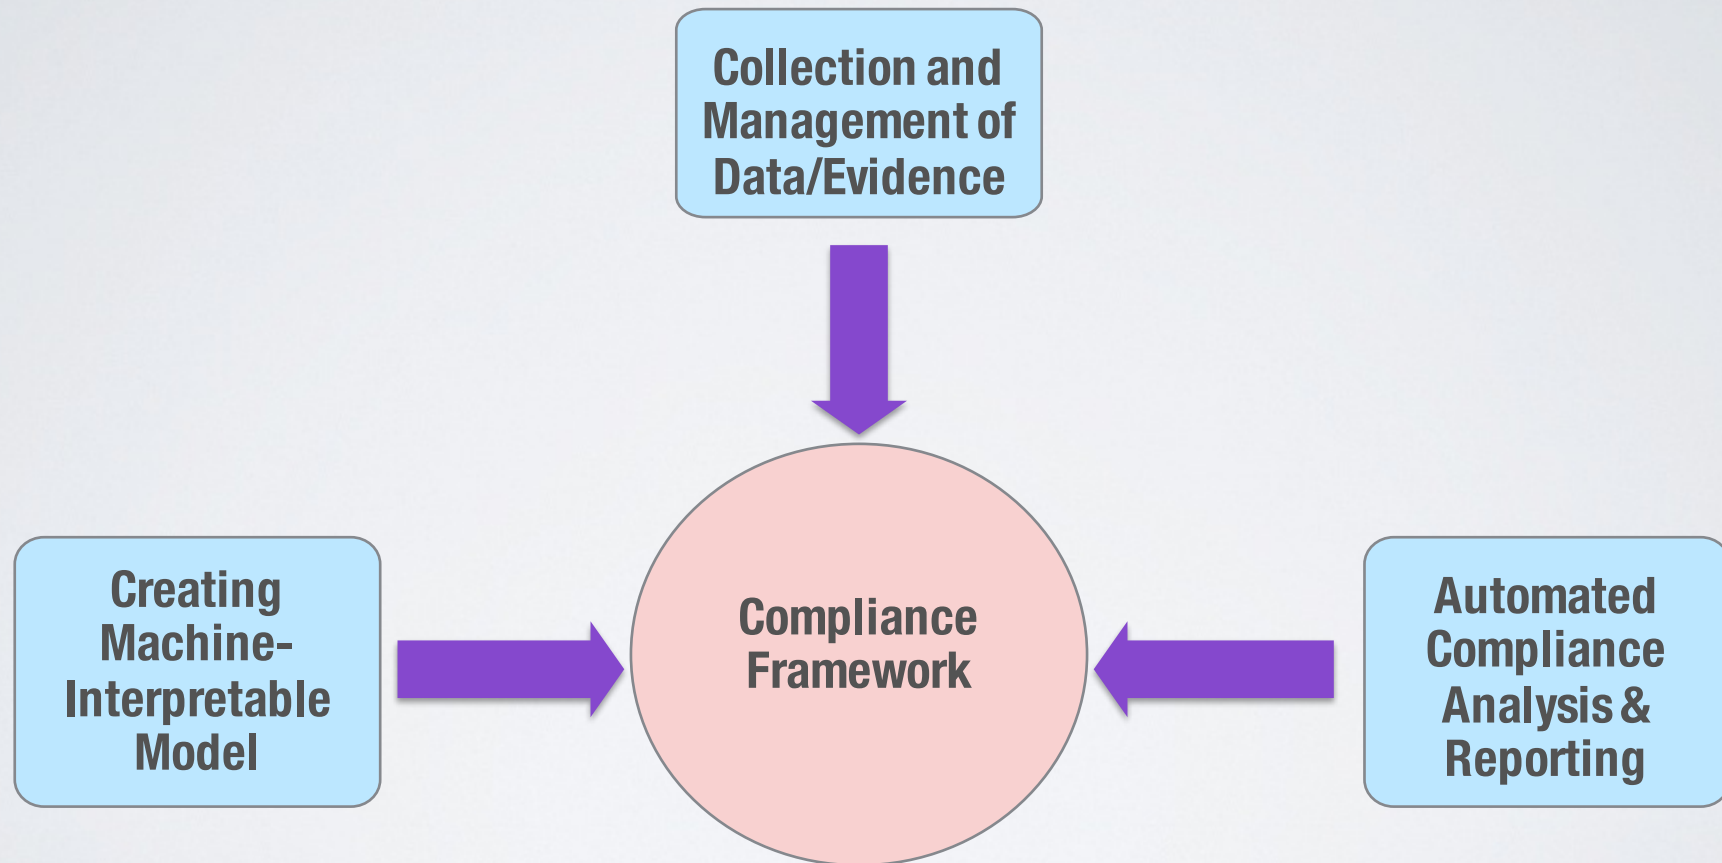 Collection and
Management of
Data/Evidence
Creating
Machine-
Interpretable
Model
Compliance
Framework
Automated
Compliance
Analysis &
Reporting